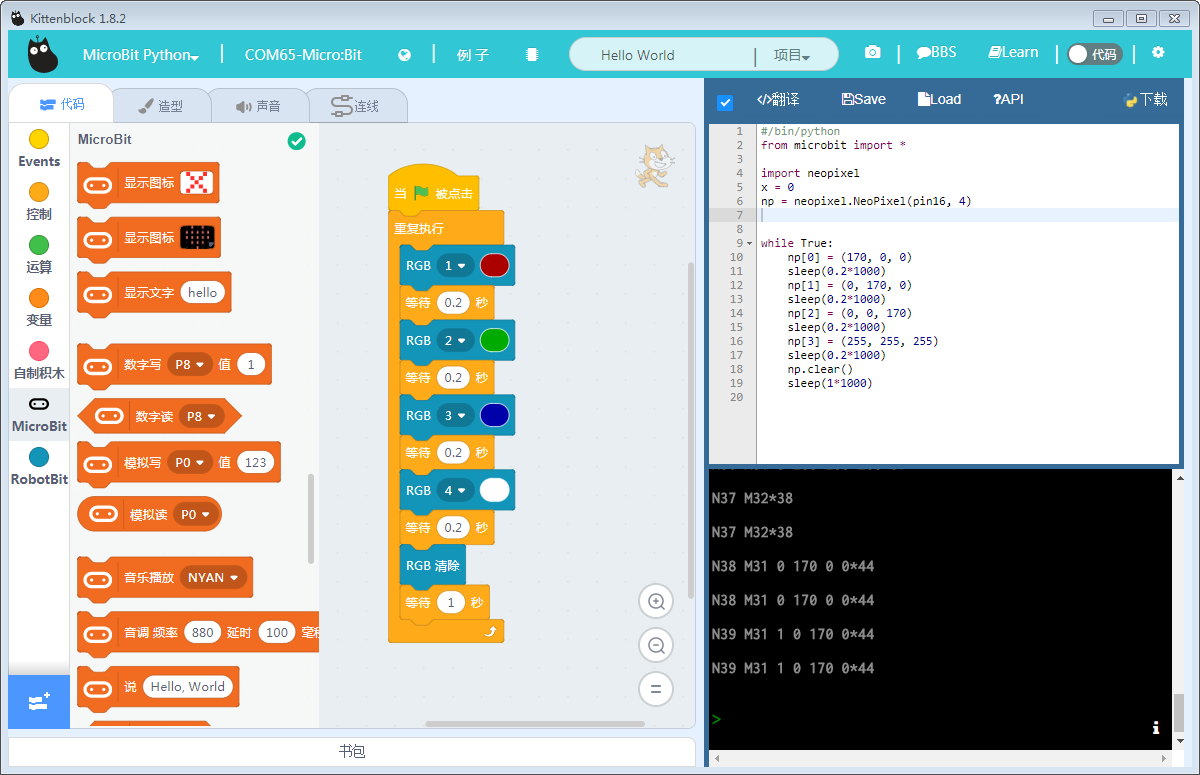 Kittenblock 1.8.2
MicroBit Python
COM65-Micro:Bit
例子
Hello World
项目
BBS
Learn
代码
代码
造型
声音
连线
</>翻译
Save
Load
?API
下载
Events
控制
运算
变量
自制积木
MicroBit
RobotBit
MicroBit
显示图标
显示图标
显示文字 hello
数字写 P8 值 1
数字读 P8
模拟写 P0 值 123
模拟读 P0
音乐播放 NYAN
音调 频率 880 延时 100 毫秒
说 Hello, World
当 被点击
重复执行
RGB 1
等待 0.2 秒
RGB 2
等待 0.2 秒
RGB 3
等待 0.2 秒
RGB 4
等待 0.2 秒
RGB 清除
等待 1 秒
书包
1 #/bin/python
2 from microbit import *
3
4 import neopixel
5 x = 0
6 np = neopixel.NeoPixel(pin16, 4)
7
8
9 while True:
10 np[0] = (170, 0, 0)
11 sleep(0.2*1000)
12 np[1] = (0, 170, 0)
13 sleep(0.2*1000)
14 np[2] = (0, 0, 170)
15 sleep(0.2*1000)
16 np[3] = (255, 255, 255)
17 sleep(0.2*1000)
18 np.clear()
19 sleep(1*1000)
20
N37 M32*38
N37 M32*38
N38 M31 0 170 0 0*44
N38 M31 0 170 0 0*44
N39 M31 1 0 170 0*44
N39 M31 1 0 170 0*44
>